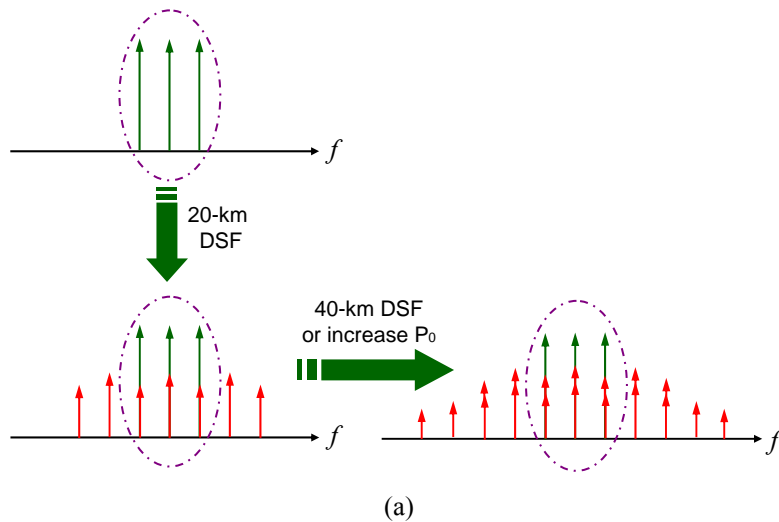 f
20-km
DSF
40-km DSF
or increase P₀
f
f
(a)